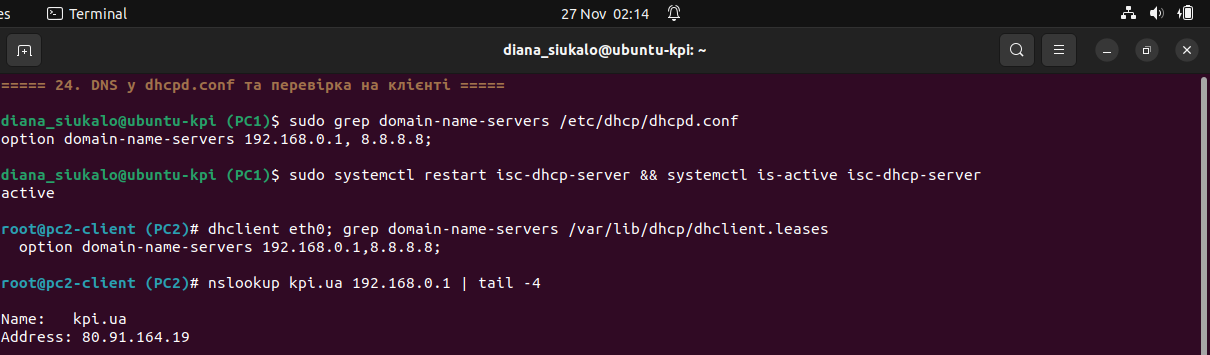 es Terminal 27 Nov 02:14
diana_siukalo@ubuntu-kpi: ~
===== 24. DNS у dhcpd.conf та перевірка на клієнті =====
diana_siukalo@ubuntu-kpi (PC1)$ sudo grep domain-name-servers /etc/dhcp/dhcpd.conf
option domain-name-servers 192.168.0.1, 8.8.8.8;
diana_siukalo@ubuntu-kpi (PC1)$ sudo systemctl restart isc-dhcp-server && systemctl is-active isc-dhcp-server
active
root@pc2-client (PC2)# dhclient eth0; grep domain-name-servers /var/lib/dhcp/dhclient.leases
  option domain-name-servers 192.168.0.1,8.8.8.8;
root@pc2-client (PC2)# nslookup kpi.ua 192.168.0.1 | tail -4
Name:   kpi.ua
Address: 80.91.164.19